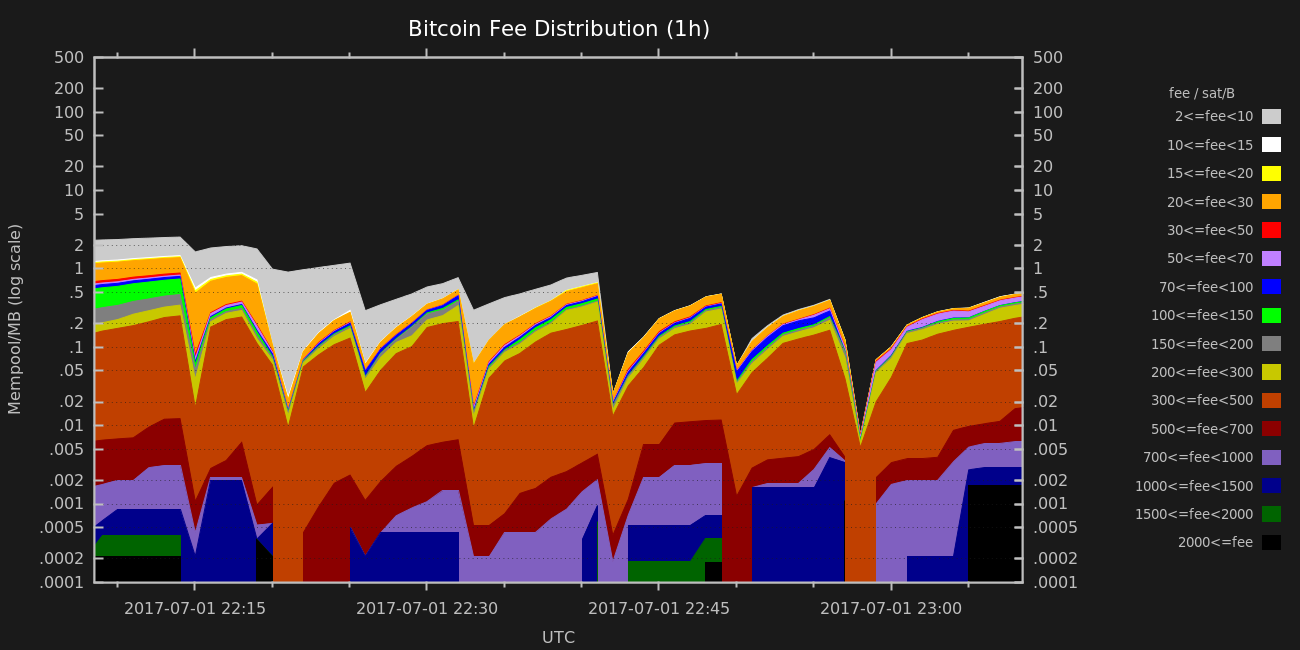 Bitcoin Fee Distribution (1h)
500
200
100
50
20
10
5
2
1
.5
.2
.1
.05
.02
.01
.005
.002
.001
.0005
.0002
.0001
Mempool/MB (log scale)
500
200
100
50
20
10
5
2
1
.5
.2
.1
.05
.02
.01
.005
.002
.001
.0005
.0002
.0001
2017-07-01 22:15
2017-07-01 22:30
2017-07-01 22:45
2017-07-01 23:00
UTC
fee / sat/B
2<=fee<10
10<=fee<15
15<=fee<20
20<=fee<30
30<=fee<50
50<=fee<70
70<=fee<100
100<=fee<150
150<=fee<200
200<=fee<300
300<=fee<500
500<=fee<700
700<=fee<1000
1000<=fee<1500
1500<=fee<2000
2000<=fee